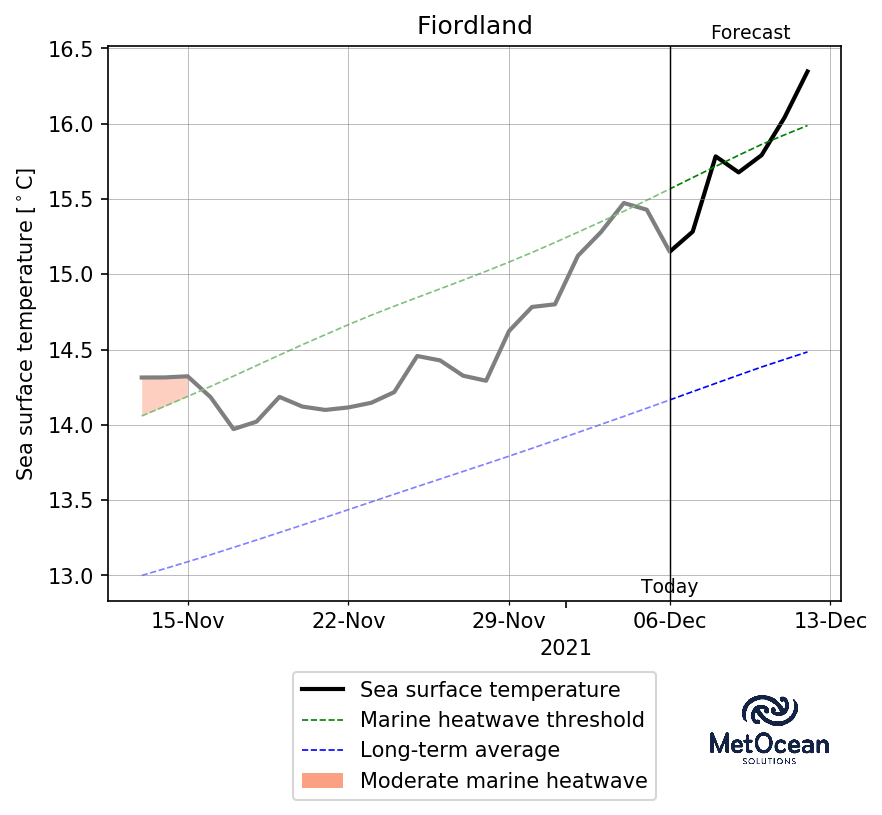 Fiordland
Forecast
Sea surface temperature [°C]
16.5
16.0
15.5
15.0
14.5
14.0
13.5
13.0
Today
15-Nov 22-Nov 29-Nov 06-Dec 13-Dec
2021
Sea surface temperature
Marine heatwave threshold
Long-term average
Moderate marine heatwave
MetOcean
SOLUTIONS